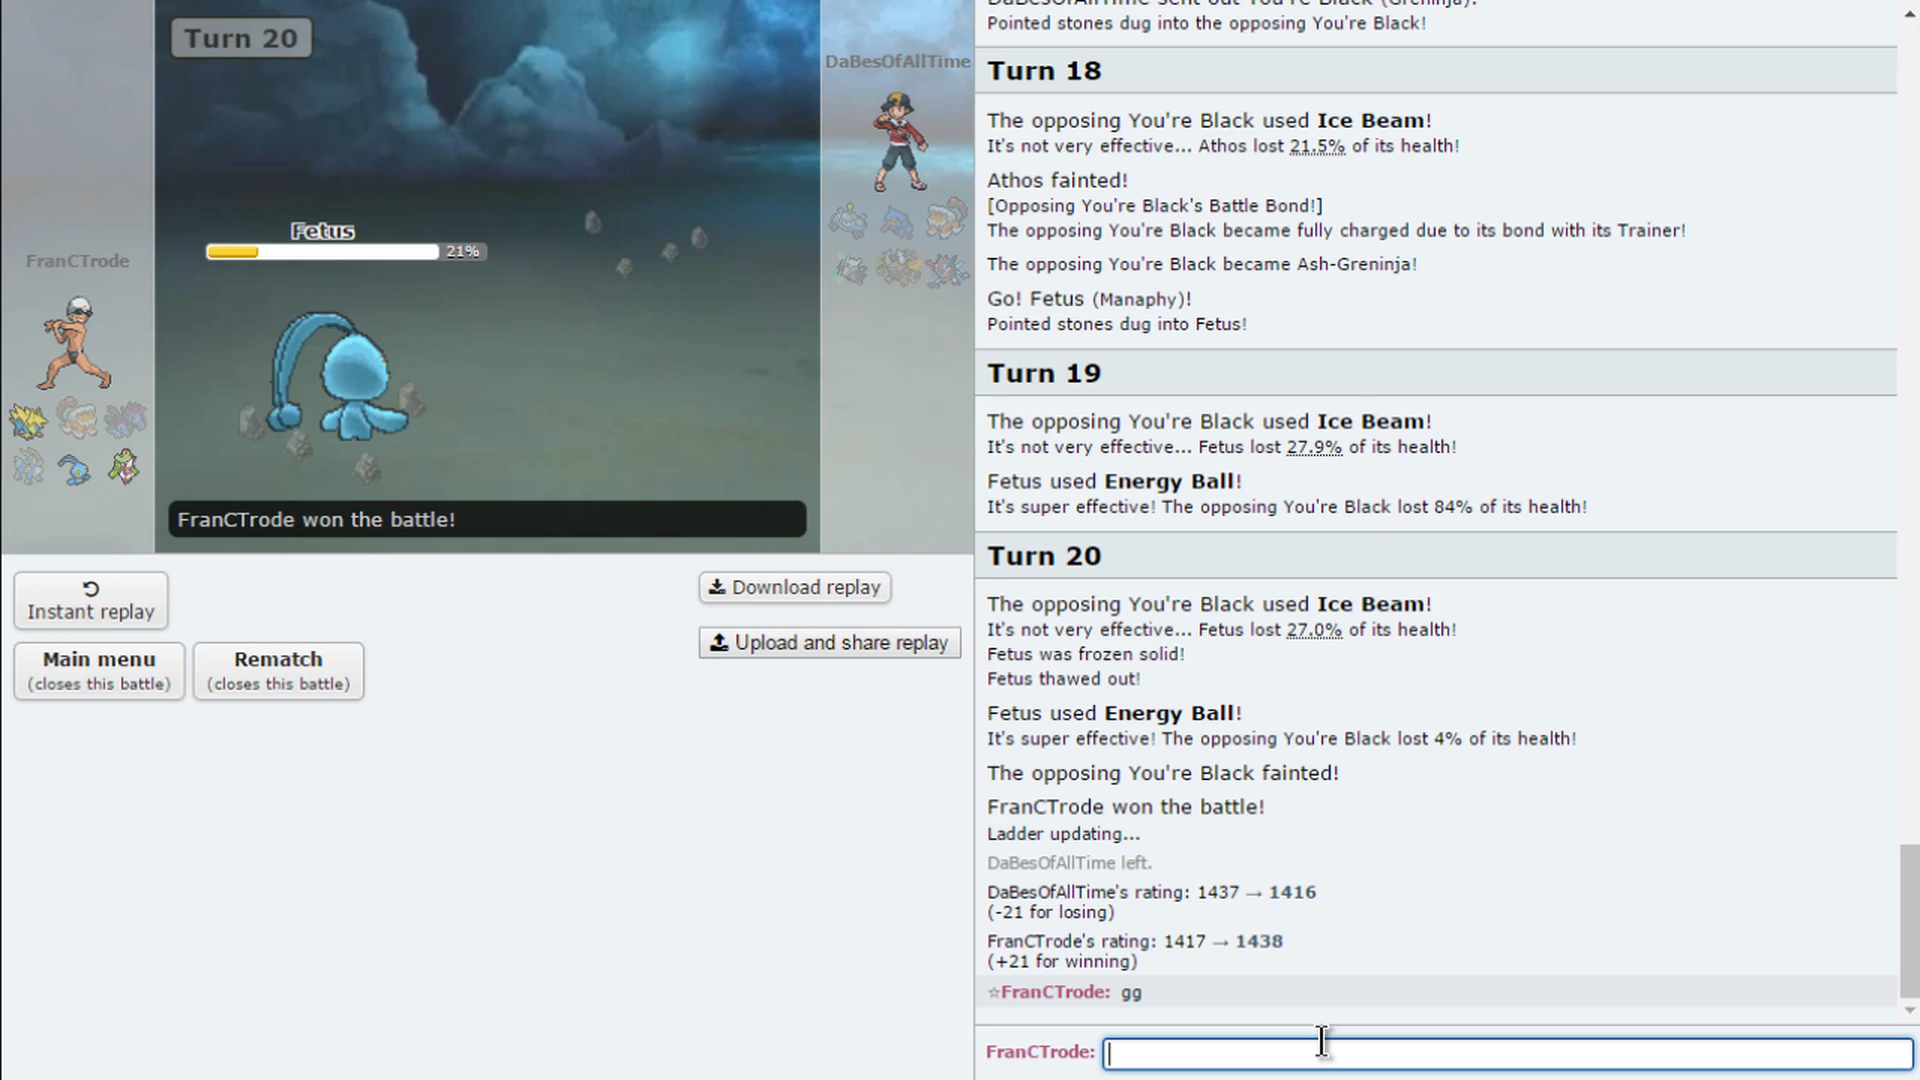 Turn 20
FranCTrode
Fetus
21%
FranCTrode won the battle!
DaBesOfAllTime
Instant replay
Download replay
Upload and share replay
Main menu
(closes this battle)
Rematch
(closes this battle)
Pointed stones dug into the opposing You're Black!
Turn 18
The opposing You're Black used Ice Beam!
It's not very effective... Athos lost 21.5% of its health!
Athos fainted!
[Opposing You're Black's Battle Bond!]
The opposing You're Black became fully charged due to its bond with its Trainer!
The opposing You're Black became Ash-Greninja!
Go! Fetus (Manaphy)!
Pointed stones dug into Fetus!
Turn 19
The opposing You're Black used Ice Beam!
It's not very effective... Fetus lost 27.9% of its health!
Fetus used Energy Ball!
It's super effective! The opposing You're Black lost 84% of its health!
Turn 20
The opposing You're Black used Ice Beam!
It's not very effective... Fetus lost 27.0% of its health!
Fetus was frozen solid!
Fetus thawed out!
Fetus used Energy Ball!
It's super effective! The opposing You're Black lost 4% of its health!
The opposing You're Black fainted!
FranCTrode won the battle!
Ladder updating...
DaBesOfAllTime left.
DaBesOfAllTime's rating: 1437 → 1416
(-21 for losing)
FranCTrode's rating: 1417 → 1438
(+21 for winning)
☆FranCTrode: gg
FranCTrode: